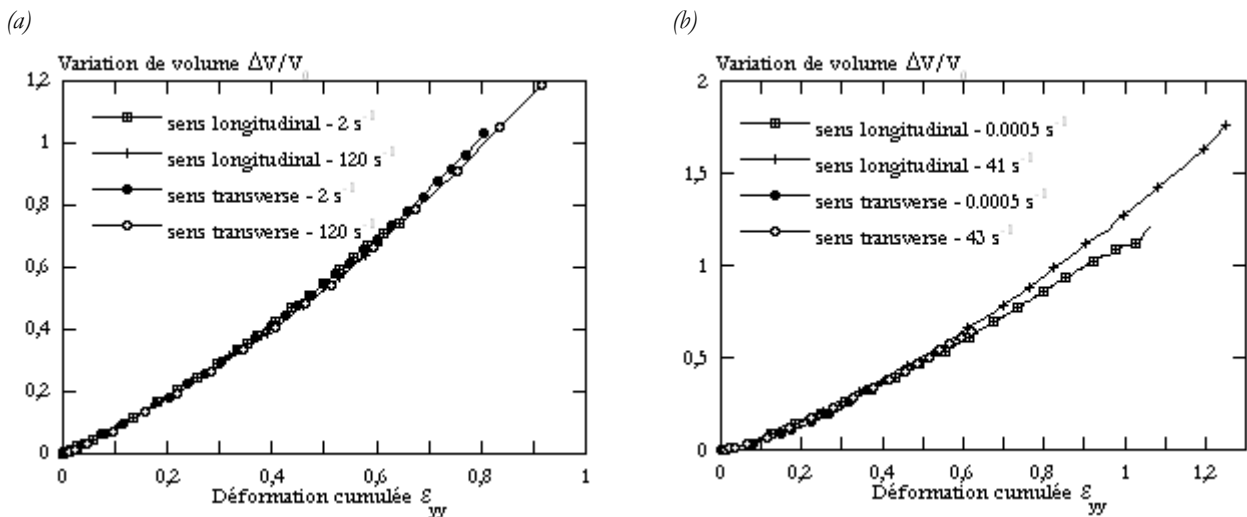 (a)
Variation de volume ΔV/V₀
1,2
1
0,8
0,6
0,4
0,2
0
sens longitudinal - 2 s⁻¹
sens longitudinal - 120 s⁻¹
sens transverse - 2 s⁻¹
sens transverse - 120 s⁻¹
0 0,2 0,4 0,6 0,8 1
Déformation cumulée εyy
(b)
Variation de volume ΔV/V₀
2
1,5
1
0,5
0
sens longitudinal - 0.0005 s⁻¹
sens longitudinal - 41 s⁻¹
sens transverse - 0.0005 s⁻¹
sens transverse - 43 s⁻¹
0 0,2 0,4 0,6 0,8 1 1,2
Déformation cumulée εyy